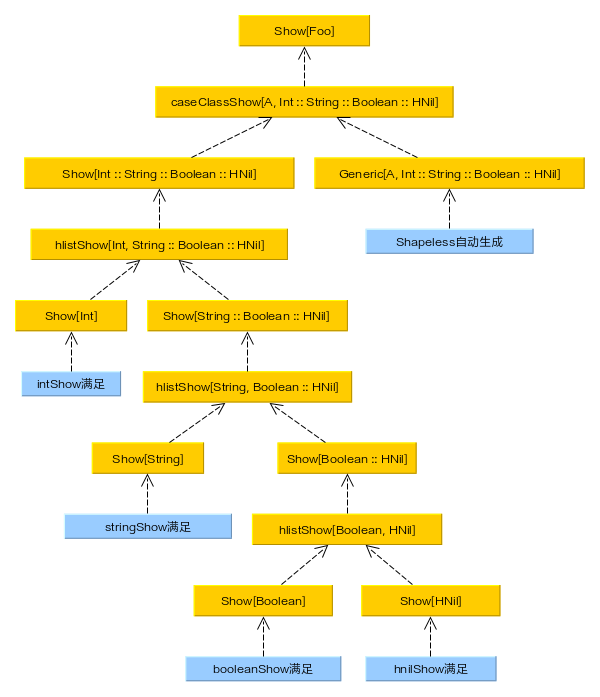 Show[Foo]
caseClassShow[A, Int :: String :: Boolean :: HNil]
Show[Int :: String :: Boolean :: HNil]
Generic[A, Int :: String :: Boolean :: HNil]
hlistShow[Int, String :: Boolean :: HNil]
Shapeless自动生成
Show[Int]
Show[String :: Boolean :: HNil]
intShow满足
hlistShow[String, Boolean :: HNil]
Show[String]
Show[Boolean :: HNil]
stringShow满足
hlistShow[Boolean, HNil]
Show[Boolean]
Show[HNil]
booleanShow满足
hnilShow满足